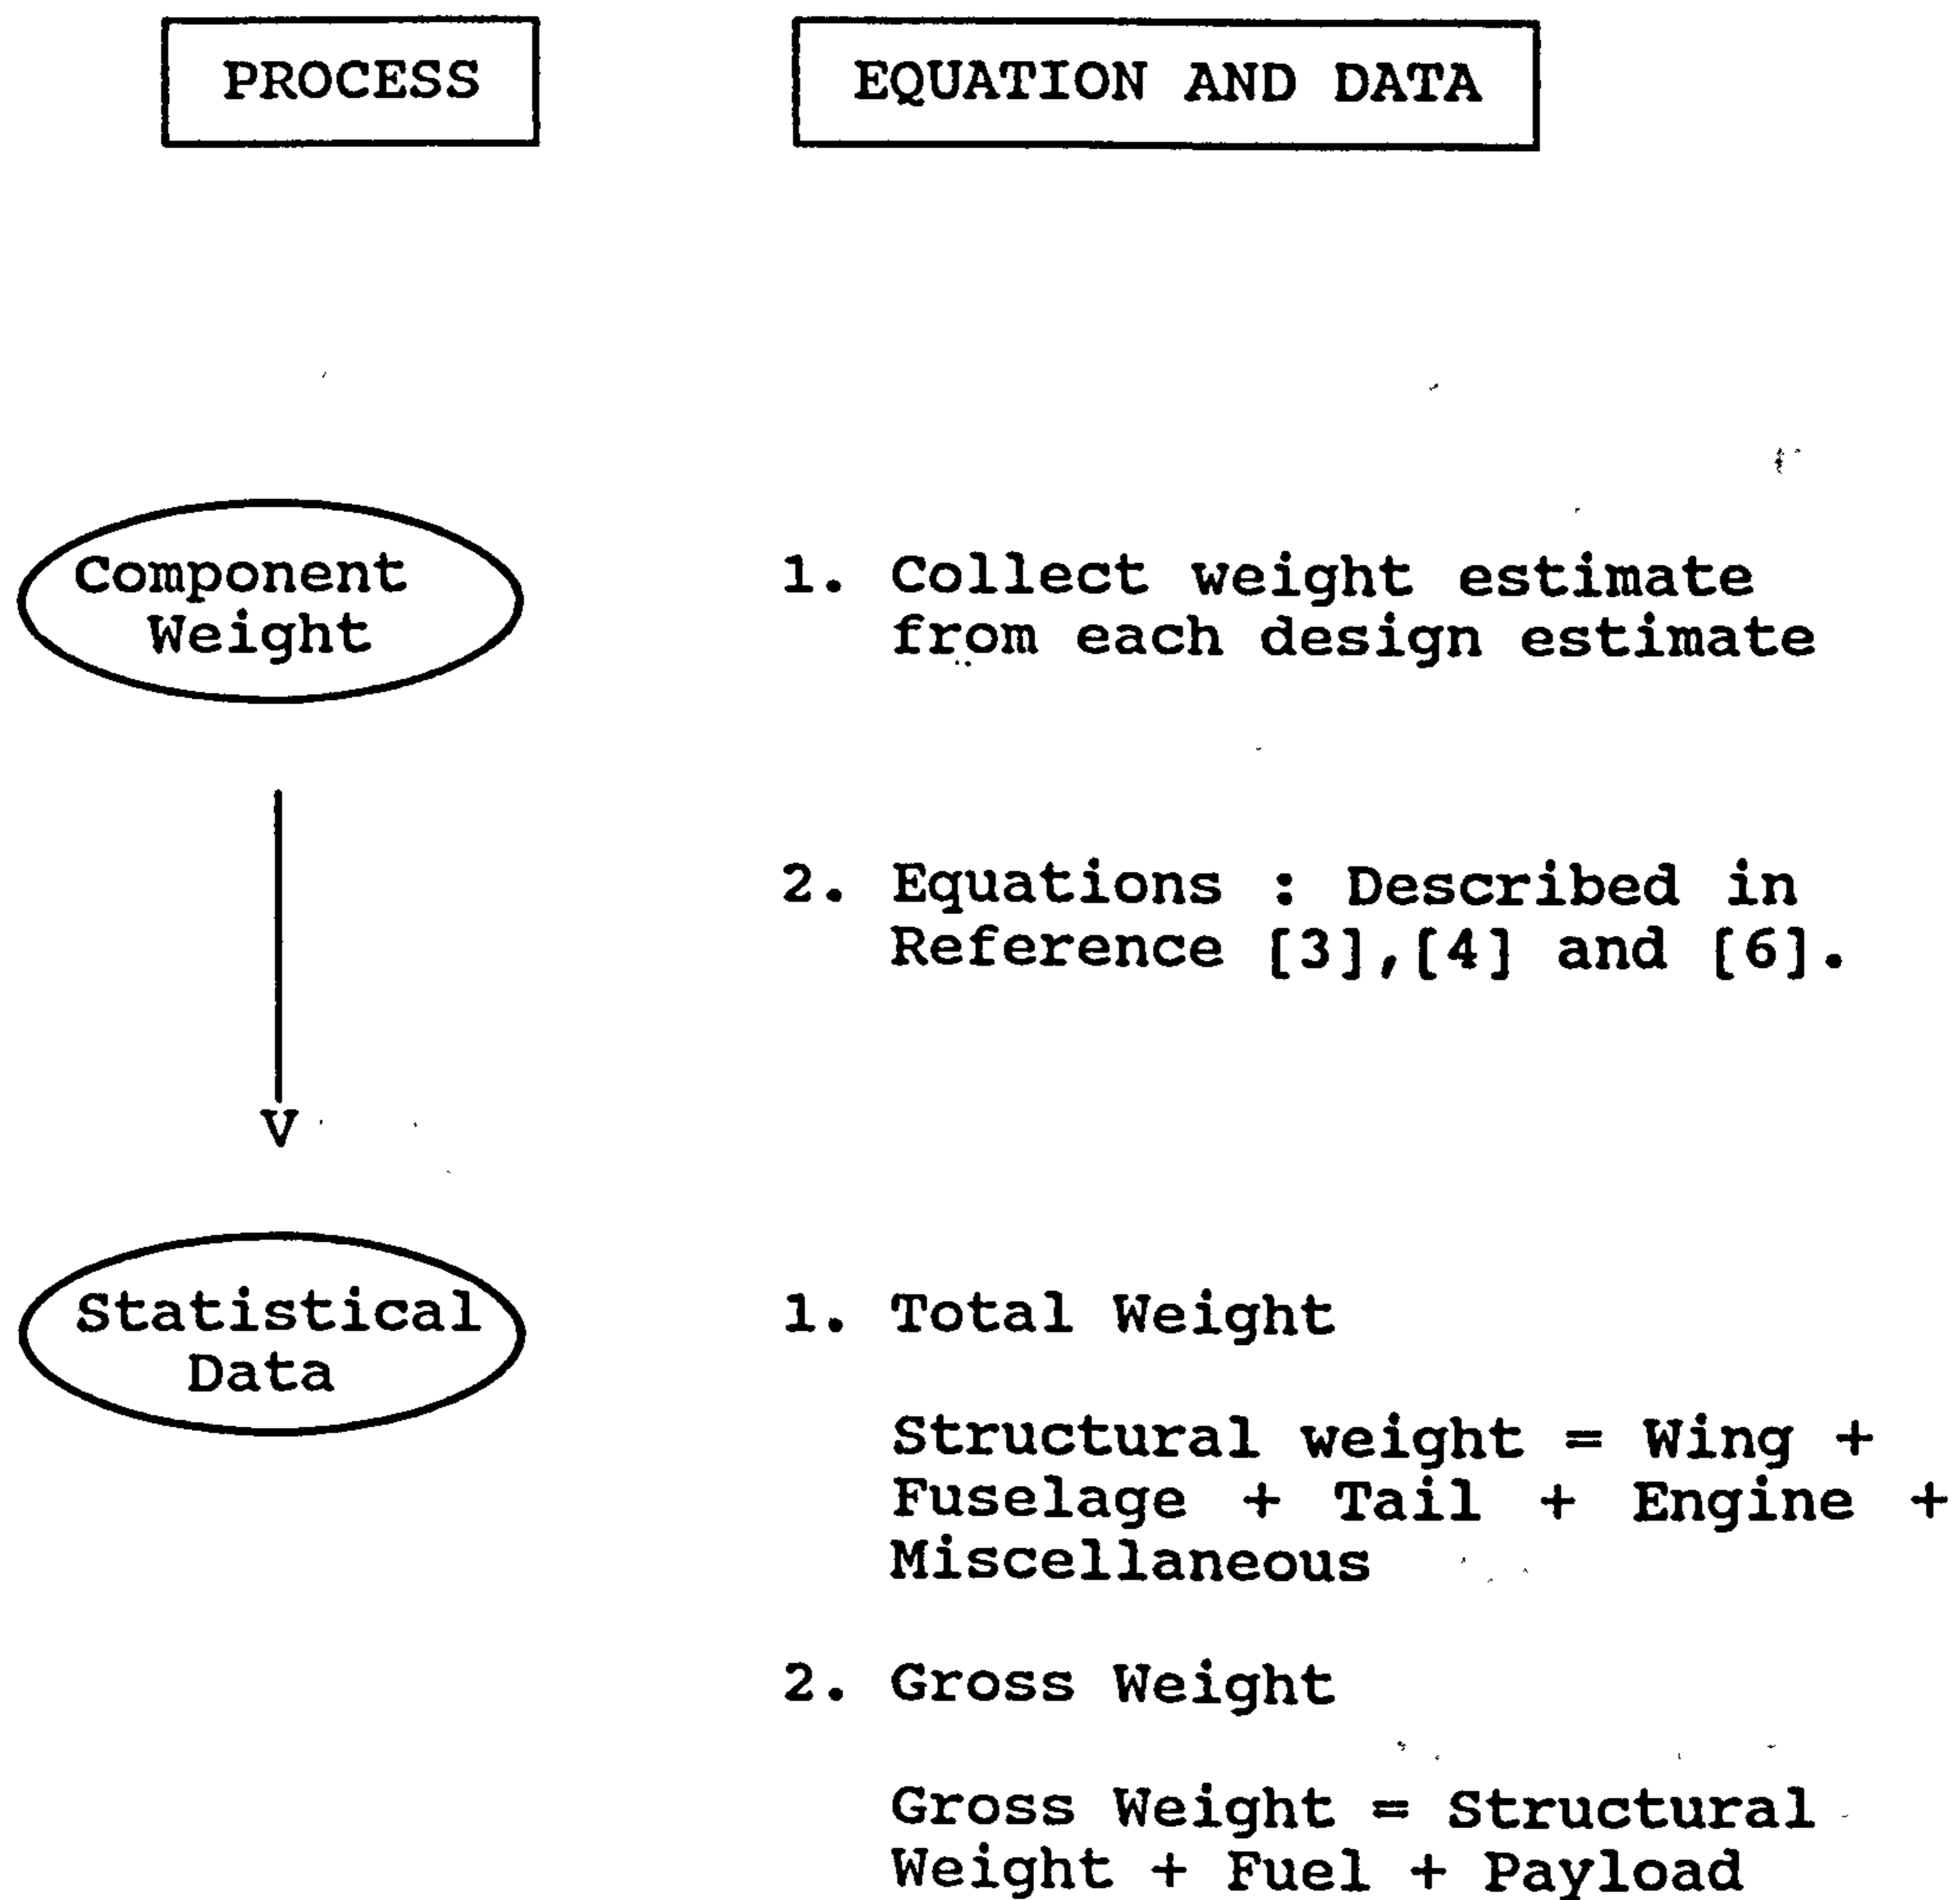 PROCESS
EQUATION AND DATA
Component
Weight
1. Collect weight estimate
from each design estimate
2. Equations : Described in
Reference [3],[4] and [6].
V
Statistical
Data
1. Total Weight
Structural weight = Wing +
Fuselage + Tail + Engine +
Miscellaneous
2. Gross Weight
Gross Weight = Structural
Weight + Fuel + Payload